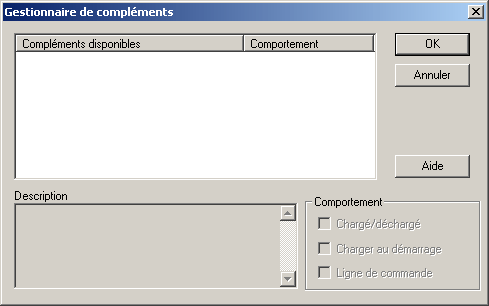 Gestionnaire de compléments
Compléments disponibles Comportement
OK
Annuler
Aide
Description
Comportement
Chargé/déchargé
Charger au démarrage
Ligne de commande